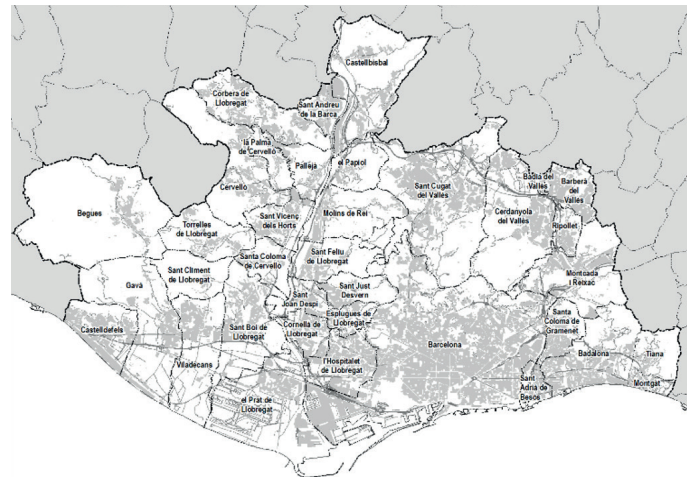 Castellbisbal
Corbera de
Llobregat
Sant Andreu
de la Barca
la Palma
de Cervelló
Pallejà
el Papiol
Cervelló
Sant Cugat
del Vallès
Badia del
Vallès
Barberà
del
Vallès
Begues
Torrelles
de Llobregat
Sant Vicenç
dels Horts
Molins de Rei
Cerdanyola
del Vallès
Ripollet
Santa Coloma
de Cervelló
Sant Feliu
de Llobregat
Sant Climent
de Llobregat
Gavà
Montcada
i Reixac
Sant Just
Desvern
Sant
Joan Despí
Castelldefels
Sant Boi de
Llobregat
Cornellà de
Llobregat
Esplugues de
Llobregat
Santa
Coloma de
Gramenet
Barcelona
Badalona
Tiana
Viladecans
l'Hospitalet
de Llobregat
Montgat
Sant
Adrià de
Besòs
el Prat de
Llobregat